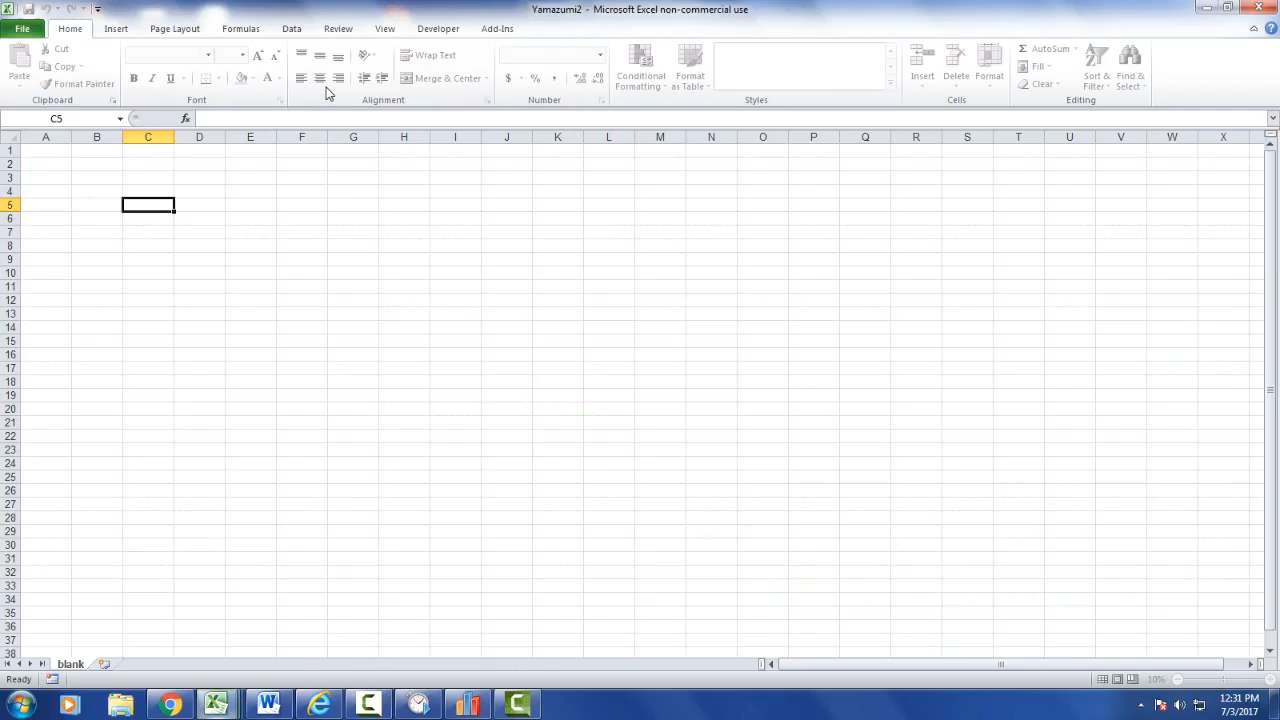 Yamazumi2 - Microsoft Excel non-commercial use
File Home Insert Page Layout Formulas Data Review View Developer Add-Ins
Paste
Cut
Copy
Format Painter
Clipboard
B I U A
Font
Wrap Text
Merge & Center
Alignment
$ % ,
Number
Conditional Formatting
Format as Table
Styles
Insert Delete Format
Cells
Σ AutoSum
Fill
Clear
Sort & Filter
Find & Select
Editing
C5 fx
A B C D E F G H I J K L M N O P Q R S T U V W X
1
2
3
4
5
6
7
8
9
10
11
12
13
14
15
16
17
18
19
20
21
22
23
24
25
26
27
28
29
30
31
32
33
34
35
36
37
38
blank
Ready 10%
12:31 PM
7/3/2017